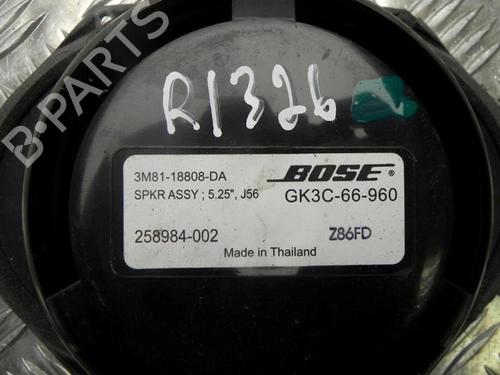 R1326
3M81-18808-DA
BOSE
SPKR ASSY ; 5.25", J56
GK3C-66-960
258984-002
Z86FD
Made in Thailand
B-PARTS